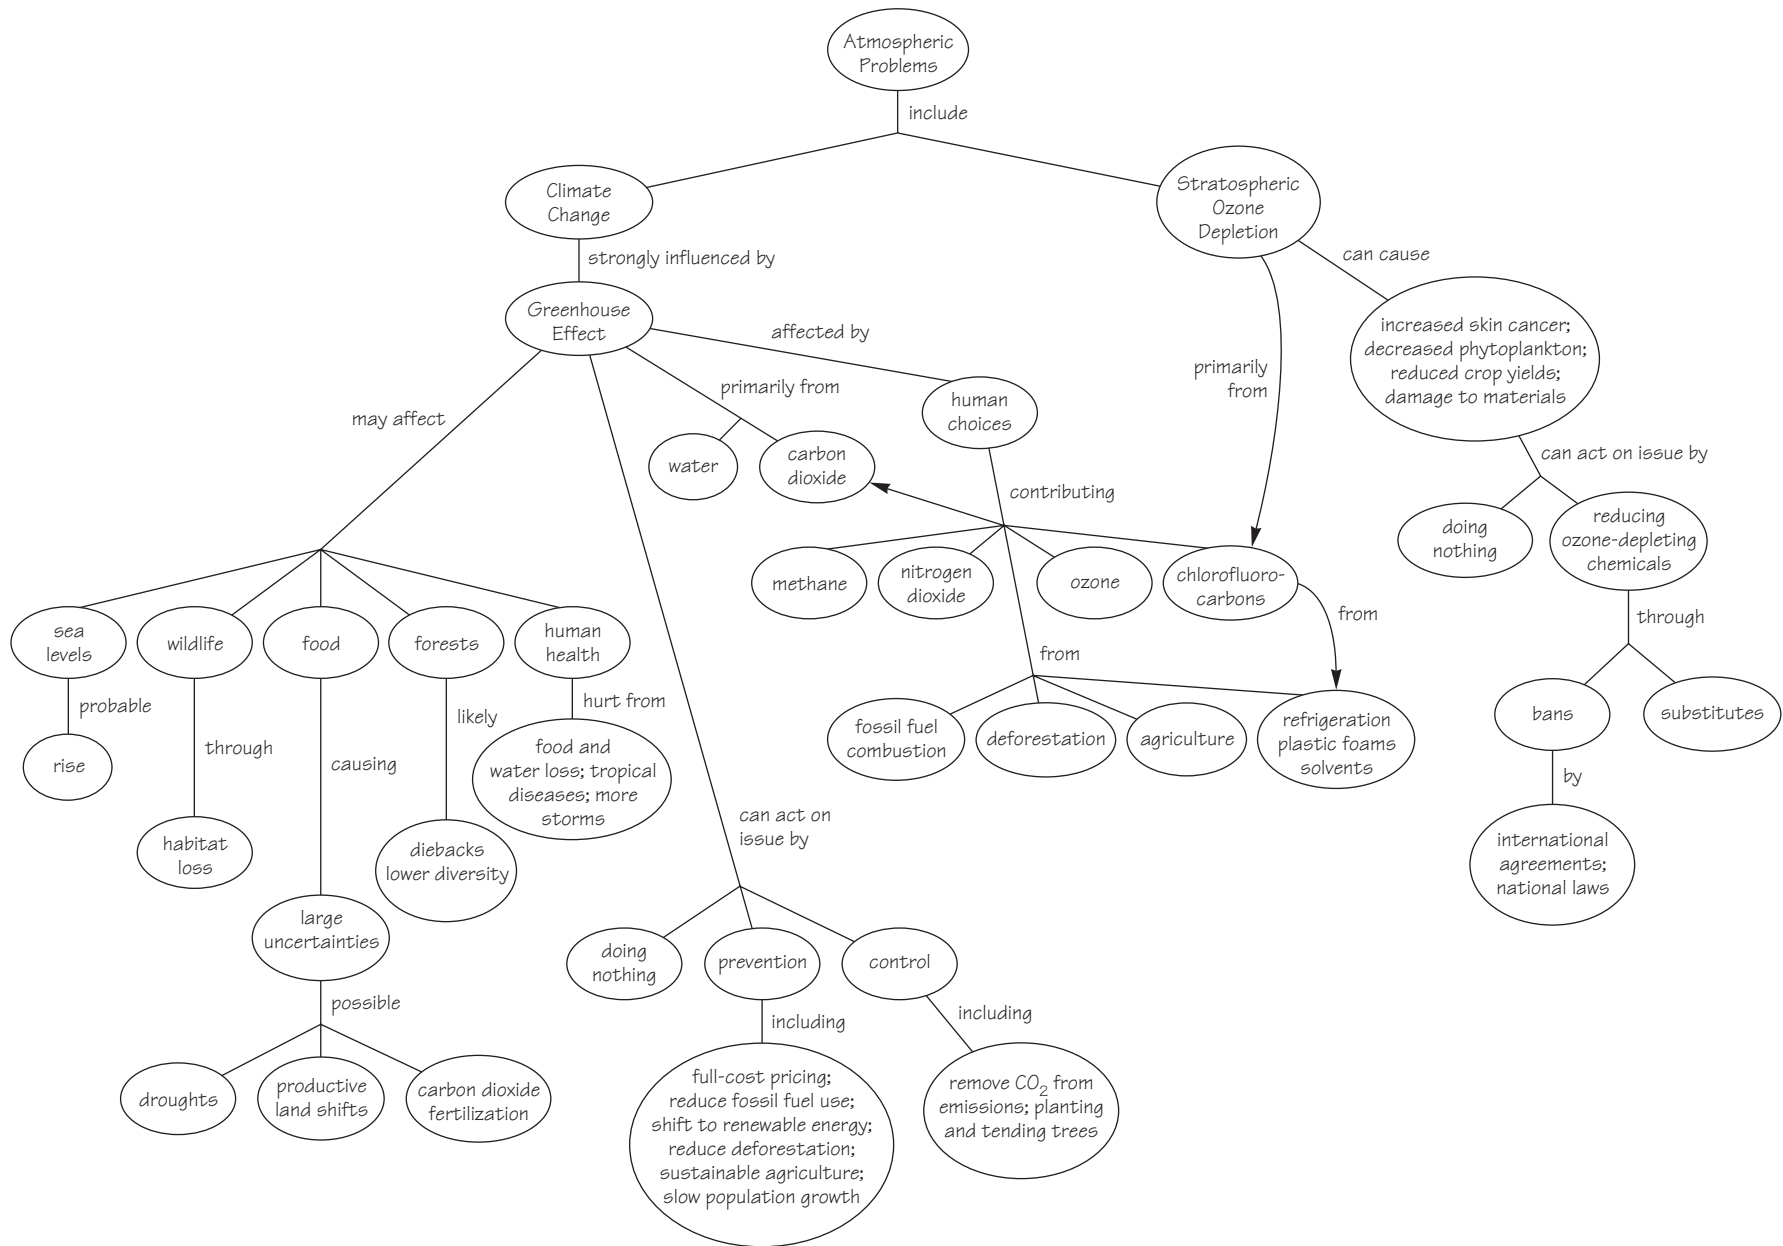 Atmospheric
Problems
include
Climate
Change
Stratospheric
Ozone
Depletion
strongly influenced by
can cause
Greenhouse
Effect
affected by
increased skin cancer;
decreased phytoplankton;
reduced crop yields;
damage to materials
primarily
from
primarily from
may affect
human
choices
water
carbon
dioxide
can act on issue by
contributing
doing
nothing
reducing
ozone-depleting
chemicals
methane
nitrogen
dioxide
ozone
chlorofluoro-
carbons
from
through
sea
levels
wildlife
food
forests
human
health
from
probable
through
causing
likely
hurt from
fossil fuel
combustion
deforestation
agriculture
refrigeration
plastic foams
solvents
bans
substitutes
rise
food and
water loss; tropical
diseases; more
storms
by
can act on
issue by
habitat
loss
diebacks
lower diversity
international
agreements;
national laws
large
uncertainties
doing
nothing
prevention
control
possible
including
including
droughts
productive
land shifts
carbon dioxide
fertilization
full-cost pricing;
reduce fossil fuel use;
shift to renewable energy;
reduce deforestation;
sustainable agriculture;
slow population growth
remove CO₂ from
emissions; planting
and tending trees